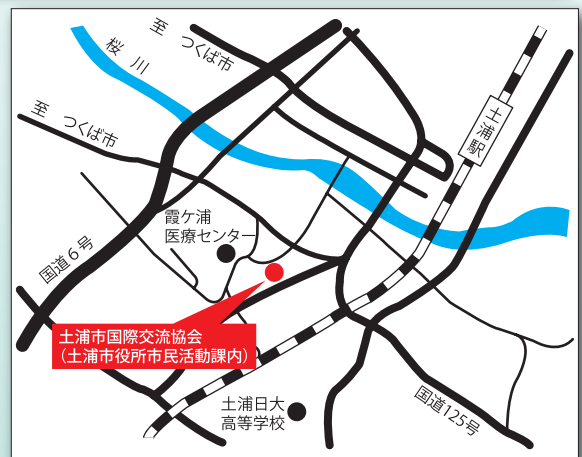 至 つくば市
桜川
至 つくば市
土浦駅
霞ケ浦
医療センター
国道6号
土浦市国際交流協会
（土浦市役所市民活動課内）
土浦日大
高等学校
国道125号